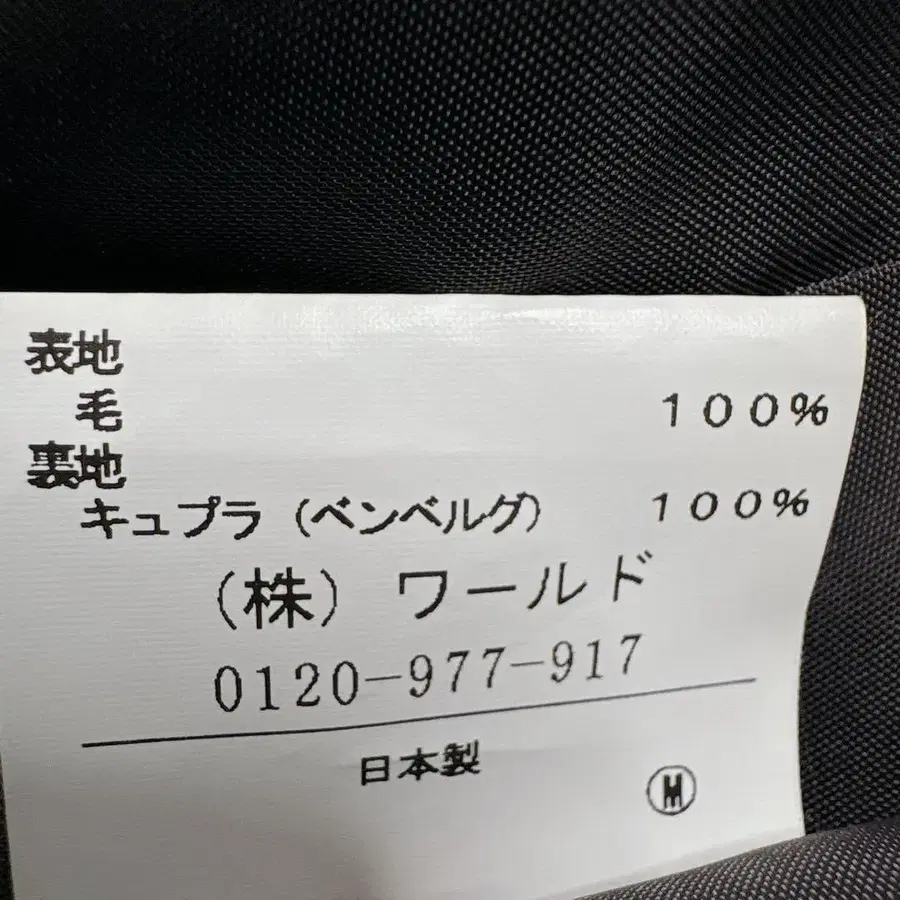 表地
毛 100%
裏地
キュプラ (ベンベルグ) 100%
(株) ワールド
0120-977-917
日本製
M